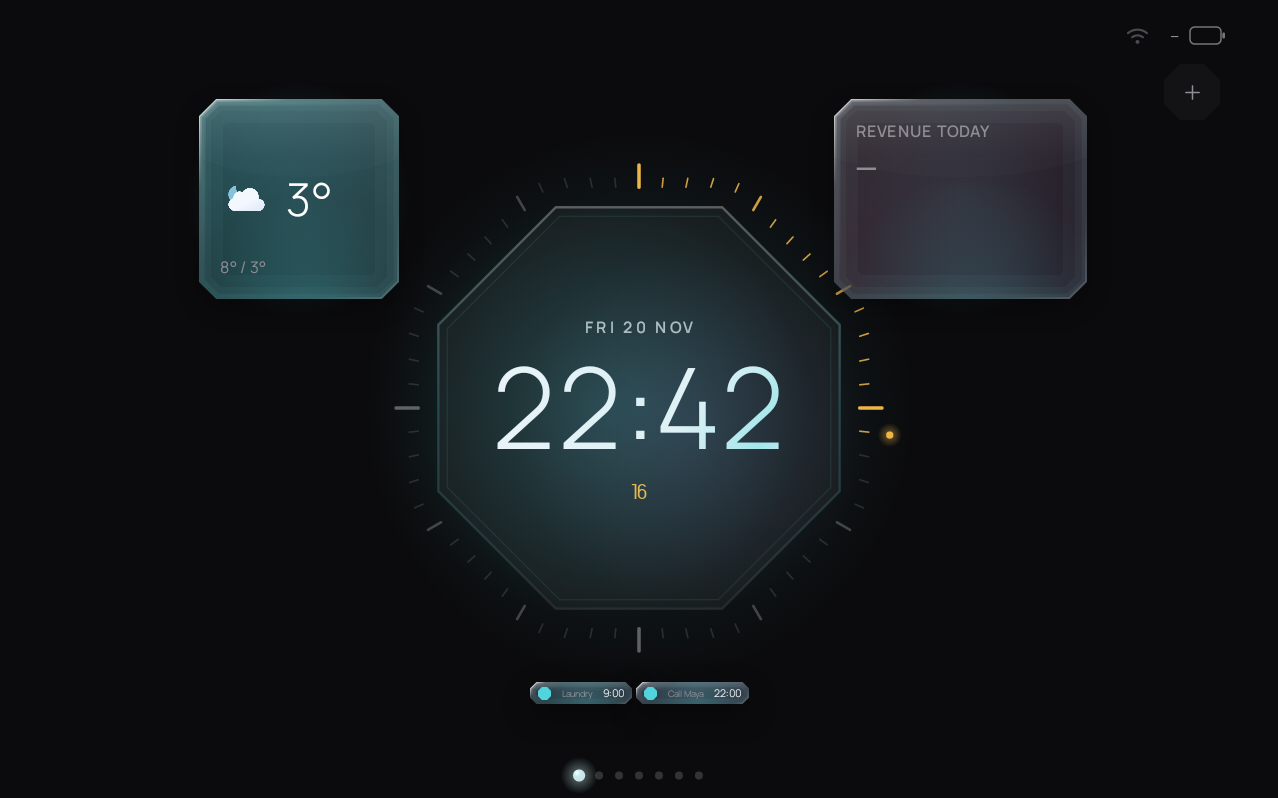 –
3°
8° / 3°
REVENUE TODAY
—
FRI 20 NOV
22:42
16
Laundry 9:00
Call Maya 22:00